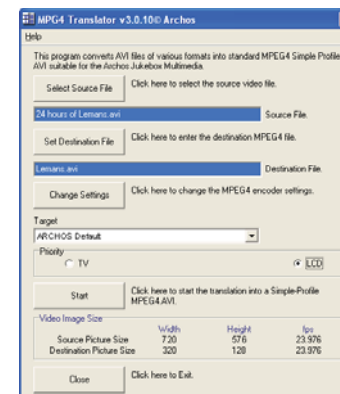 MPG4 Translator v3.0.10© Archos
Help
This program converts AVI files of various formats into standard MPEG4 Simple Profile
AVI suitable for the Archos Jukebox Multimedia.
Select Source File
Click here to select the source video
file.
24 hours of Lemans.avi
Source File.
Set Destination File
Click here to enter the destination MPEG4 file.
Lemans.avi
Destination File.
Change Settings
Click here to change the MPEG4 encoder settings.
Target
ARCHOS Default
Priority
TV
LCD
Start
Click here to start the translation into a Simple-Profile
MPEG4 AVI.
Video Image Size
Width Height fps
Source Picture Size 720 576 23.976
Destination Picture Size 320 128 23.976
Close
Click here to Exit.